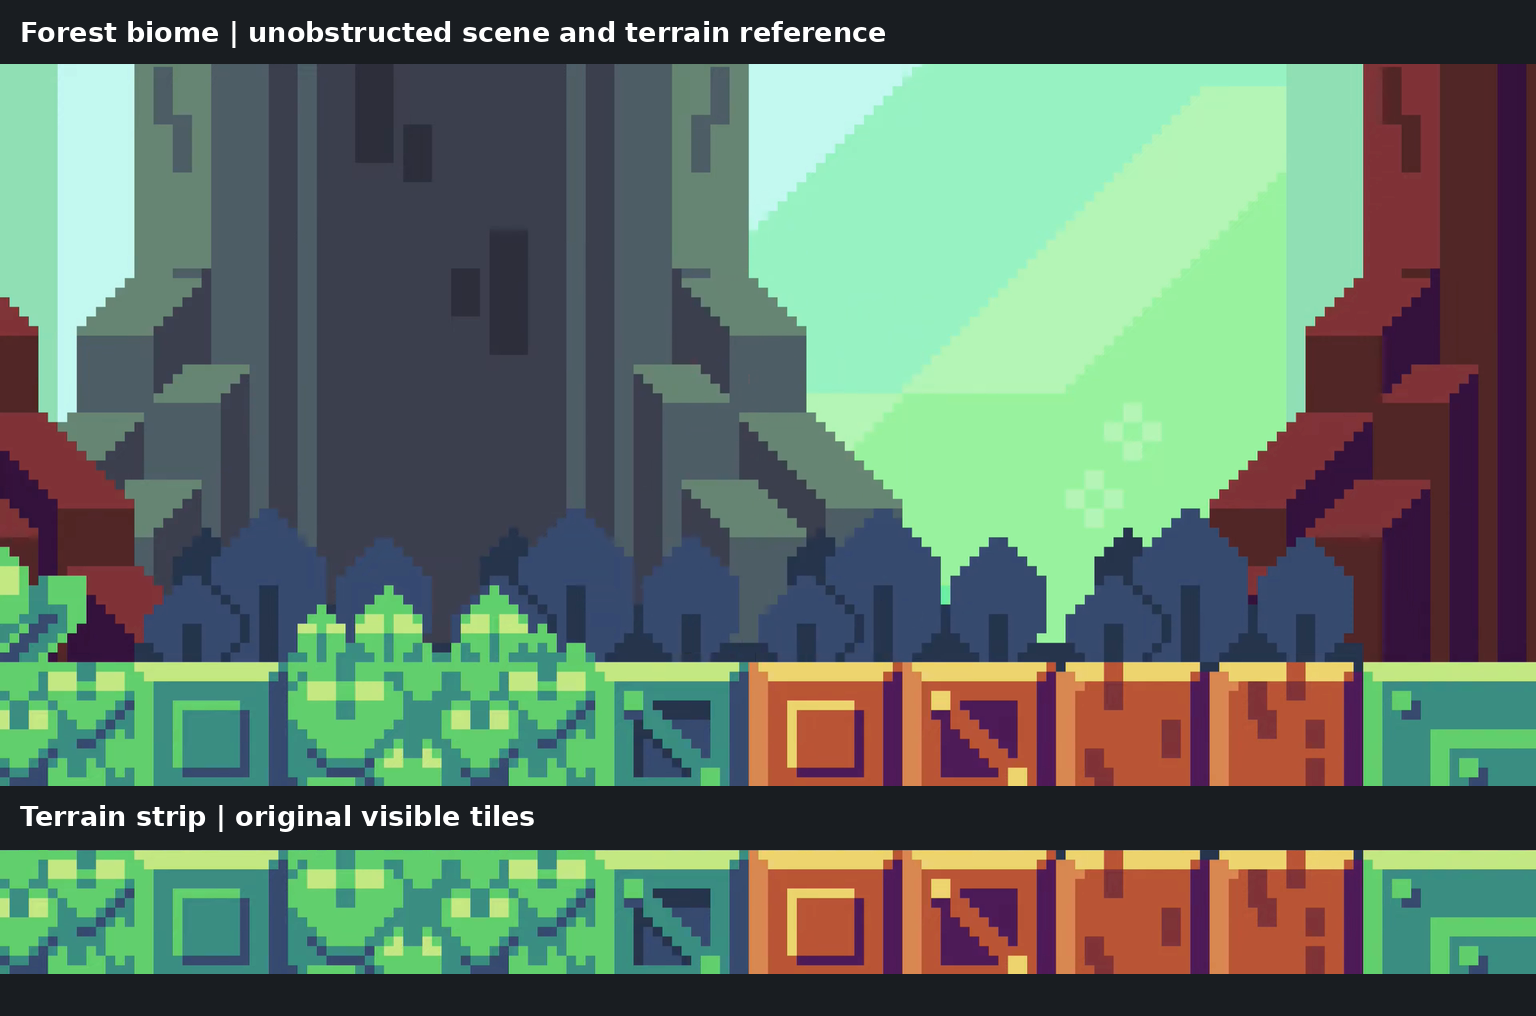 Forest biome | unobstructed scene and terrain reference
Terrain strip | original visible tiles